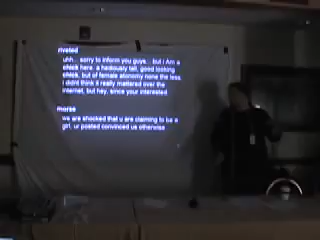 riveted
uhh... sorry to inform you guys... but i Am a
chick here. a hediously tall, good looking
chick, but of female atonomy none the less.
i didnt think it really mattered over the
internet, but hey, since your interested
morse
we are shocked that u are claiming to be a
girl, ur posted convinced us otherwise